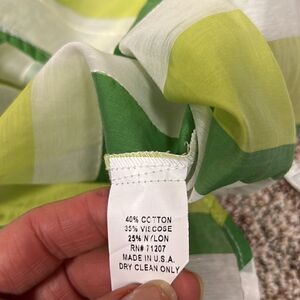 40% COTTON
35% VISCOSE
25% NYLON
RN# 71207
MADE IN U.S.A.
DRY CLEAN ONLY